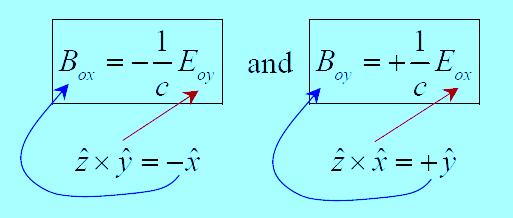 B_ox = −1/c E_oy and B_oy = +1/c E_ox
ẑ × ŷ = −x̂ ẑ × x̂ = +ŷ